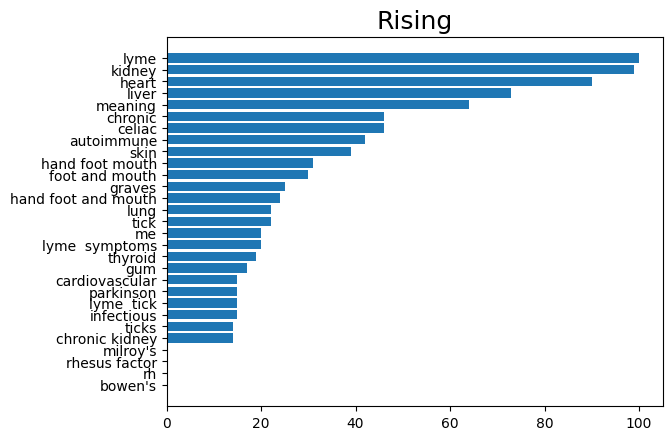 Rising
lyme
kidney
heart
liver
meaning
chronic
celiac
autoimmune
skin
hand foot mouth
foot and mouth
graves
hand foot and mouth
lung
tick
me
lyme  symptoms
thyroid
gum
cardiovascular
parkinson
lyme  tick
infectious
ticks
chronic kidney
milroy's
rhesus factor
rh
bowen's
0 20 40 60 80 100